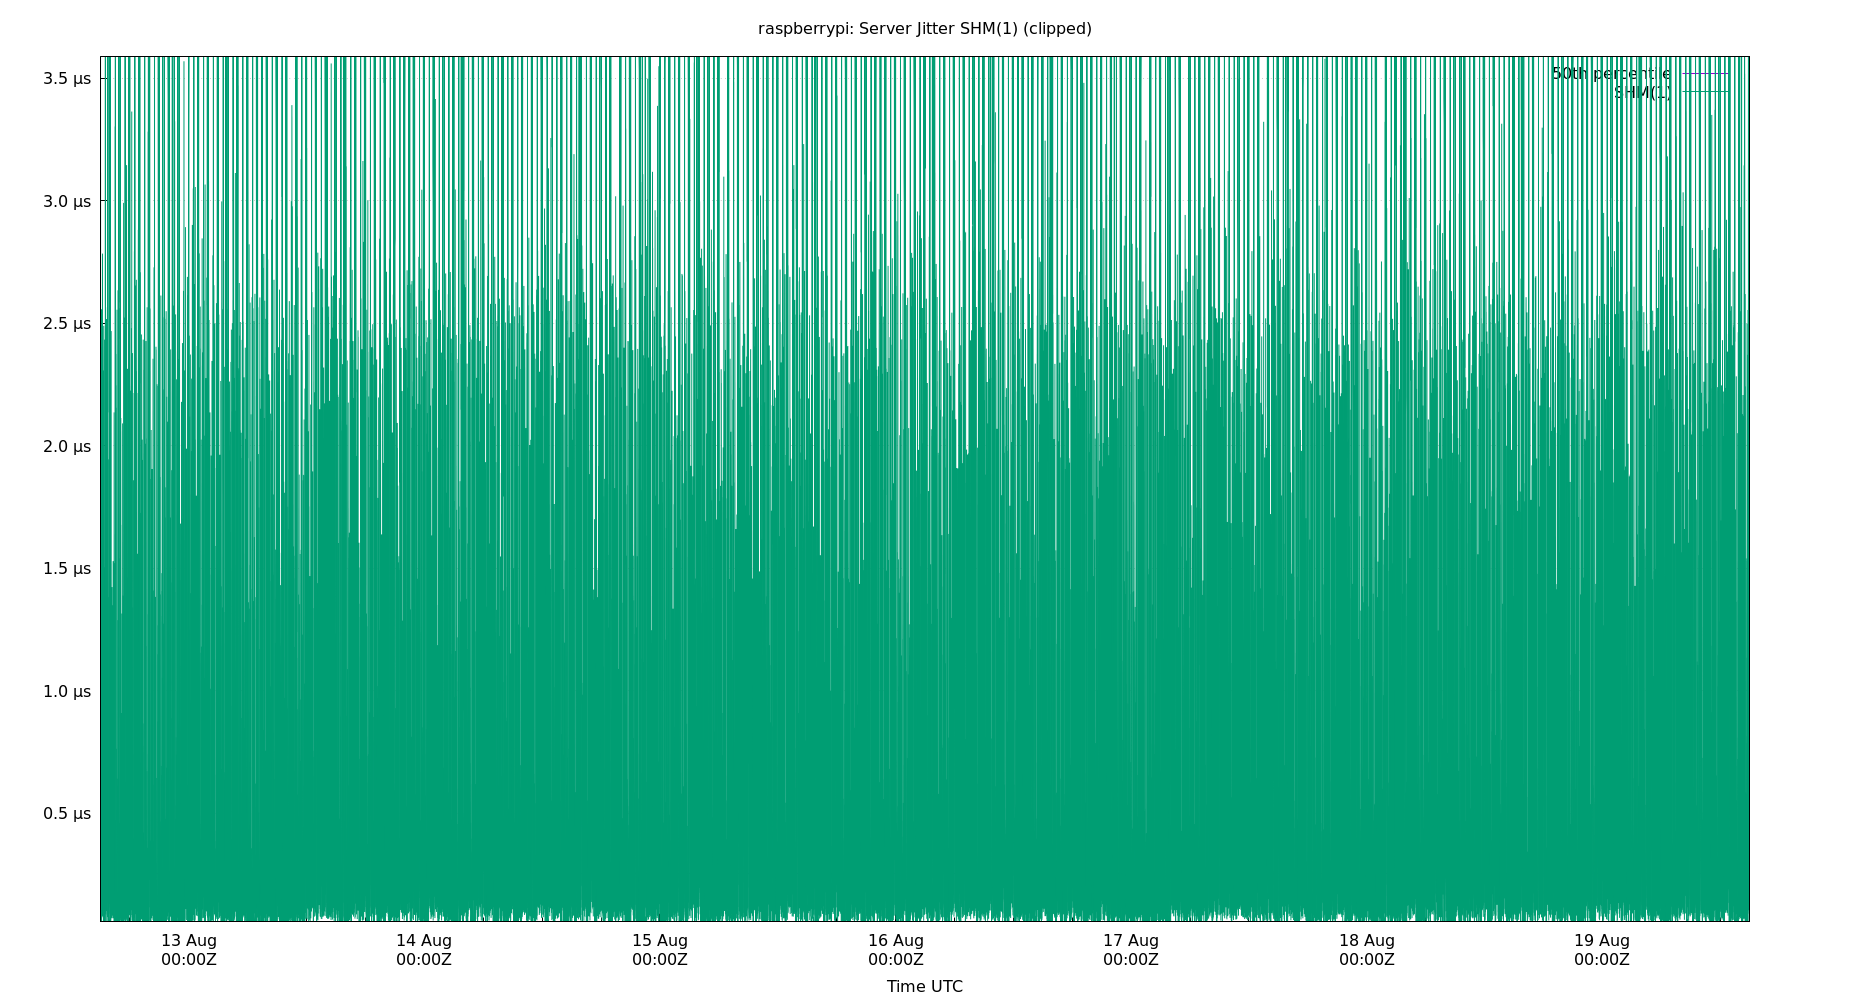 raspberrypi: Server Jitter SHM(1) (clipped)
3.5 µs
50th percentile
SHM(1)
3.0 µs
2.5 µs
2.0 µs
1.5 µs
1.0 µs
0.5 µs
13 Aug 14 Aug 15 Aug 16 Aug 17 Aug 18 Aug 19 Aug
00:00Z 00:00Z 00:00Z 00:00Z 00:00Z 00:00Z 00:00Z
Time UTC